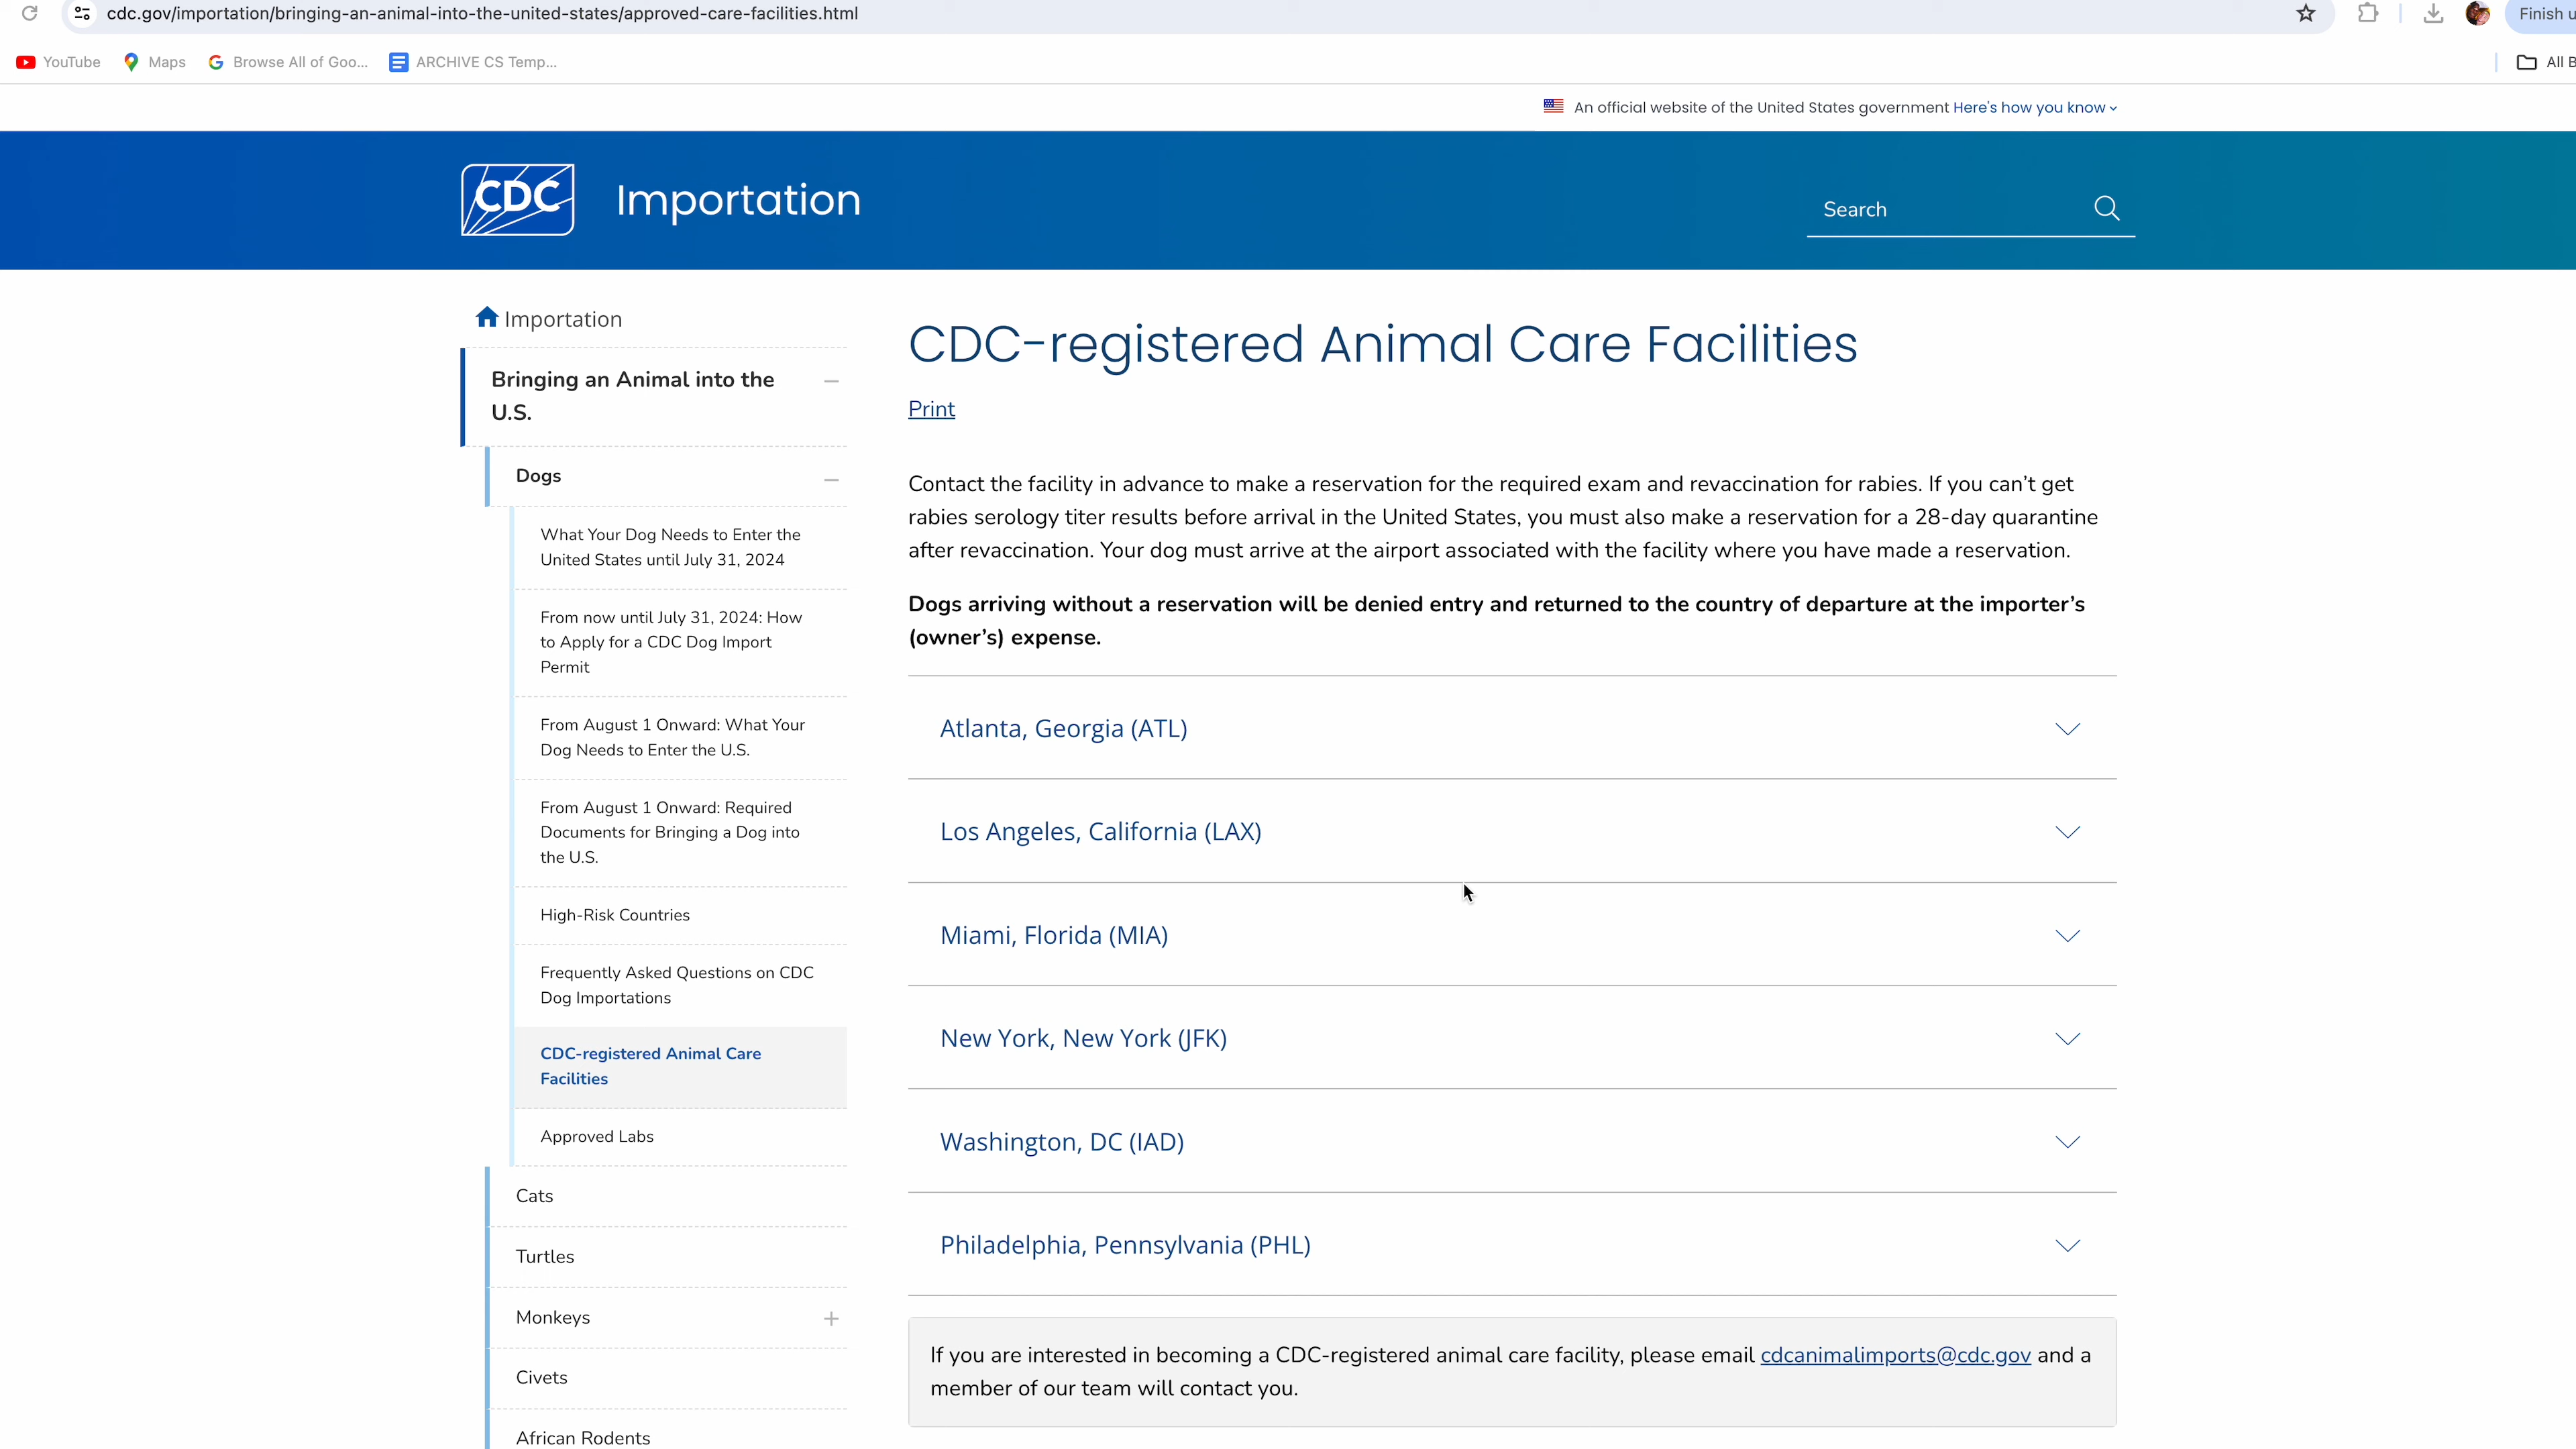 cdc.gov/importation/bringing-an-animal-into-the-united-states/approved-care-facilities.html
Finish u
YouTube
Maps
Browse All of Goo...
ARCHIVE CS Temp...
All B
An official website of the United States government Here's how you know
CDC
Importation
Search
Importation
Bringing an Animal into the
U.S.
Dogs
What Your Dog Needs to Enter the
United States until July 31, 2024
From now until July 31, 2024: How
to Apply for a CDC Dog Import
Permit
From August 1 Onward: What Your
Dog Needs to Enter the U.S.
From August 1 Onward: Required
Documents for Bringing a Dog into
the U.S.
High-Risk Countries
Frequently Asked Questions on CDC
Dog Importations
CDC-registered Animal Care
Facilities
Approved Labs
Cats
Turtles
Monkeys
Civets
African Rodents
CDC-registered Animal Care Facilities
Print
Contact the facility in advance to make a reservation for the required exam and revaccination for rabies. If you can’t get
rabies serology titer results before arrival in the United States, you must also make a reservation for a 28-day quarantine
after revaccination. Your dog must arrive at the airport associated with the facility where you have made a reservation.
Dogs arriving without a reservation will be denied entry and returned to the country of departure at the importer’s
(owner’s) expense.
Atlanta, Georgia (ATL)
Los Angeles, California (LAX)
Miami, Florida (MIA)
New York, New York (JFK)
Washington, DC (IAD)
Philadelphia, Pennsylvania (PHL)
If you are interested in becoming a CDC-registered animal care facility, please email cdcanimalimports@cdc.gov and a
member of our team will contact you.